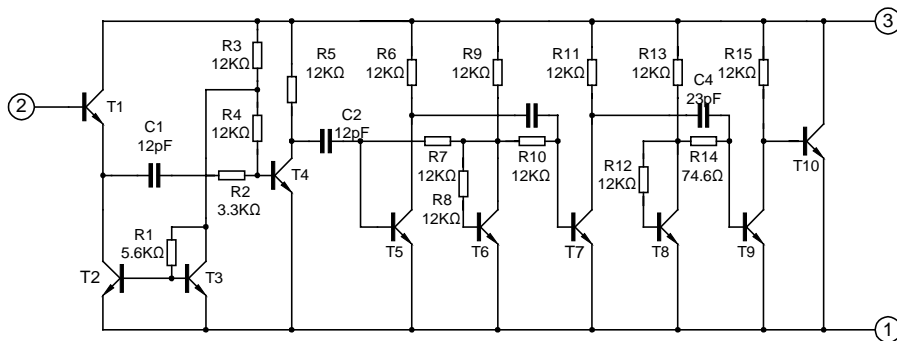 3
R3
12KΩ
R5
12KΩ
R6
12KΩ
R9
12KΩ
R11
12KΩ
R13
12KΩ
C4
23pF
R15
12KΩ
2
T1
R4
12KΩ
C1
12pF
C2
12pF
R2
3.3KΩ
T4
R7
12KΩ
R10
12KΩ
R12
12KΩ
R14
74.6Ω
T10
R8
12KΩ
R1
5.6KΩ
T2
T3
T5
T6
T7
T8
T9
1